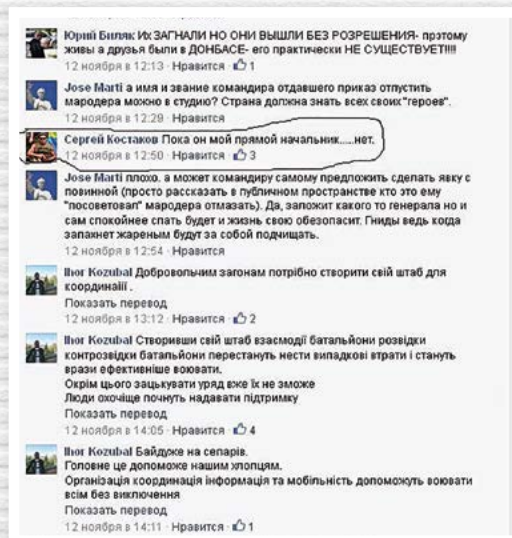 Юрий Биляк Их ЗАГНАЛИ НО ОНИ ВЫШЛИ БЕЗ РАЗРЕШЕНИЯ- прэтому
живы а друзья были в ДОНБАСЕ- его практически НЕ СУЩЕСТВУЕТ!!!!
12 ноября в 12:13 · Нравится · 1
Jose Marti а имя и звание командира отдавшего приказ отпустить
мародера можно в студию? Страна должна знать всех своих"героев".
12 ноября в 12:29 · Нравится
Сергей Костаков Пока он мой прямой начальник.....нет.
12 ноября в 12:50 · Нравится · 3
Jose Marti плохо. а может командиру самому предложить сделать явку с
повинной (просто рассказать в публичном пространстве кто это ему
"посоветовал" мародера отмазать). Да, заложит какого то генерала но и
сам спокойнее спать будет и жизнь свою обезопасит. Гниды ведь когда
запахнет жареным будут за собой подчищать.
12 ноября в 12:54 · Нравится
Ihor Kozubal Добровольчим загонам потрібно створити свій штаб для
координаіїї .
Показать перевод
12 ноября в 13:12 · Нравится · 2
Ihor Kozubal Створивши свій штаб взасмодії батальйони розвідки
контрозвідки батальйони перестануть нести випадкові втрати і стануть
врази ефективніше воювати.
Окрім цього зацькувати уряд вже їх не зможе
Люди охочіще почнуть надавати підтримку
Показать перевод
12 ноября в 14:05 · Нравится · 4
Ihor Kozubal Байдуже на сепарів.
Головне це допоможе нашим хлопцям.
Організація координація інформація та мобільність допоможуть воювати
всім без виключення
Показать перевод
12 ноября в 14:11 · Нравится · 1